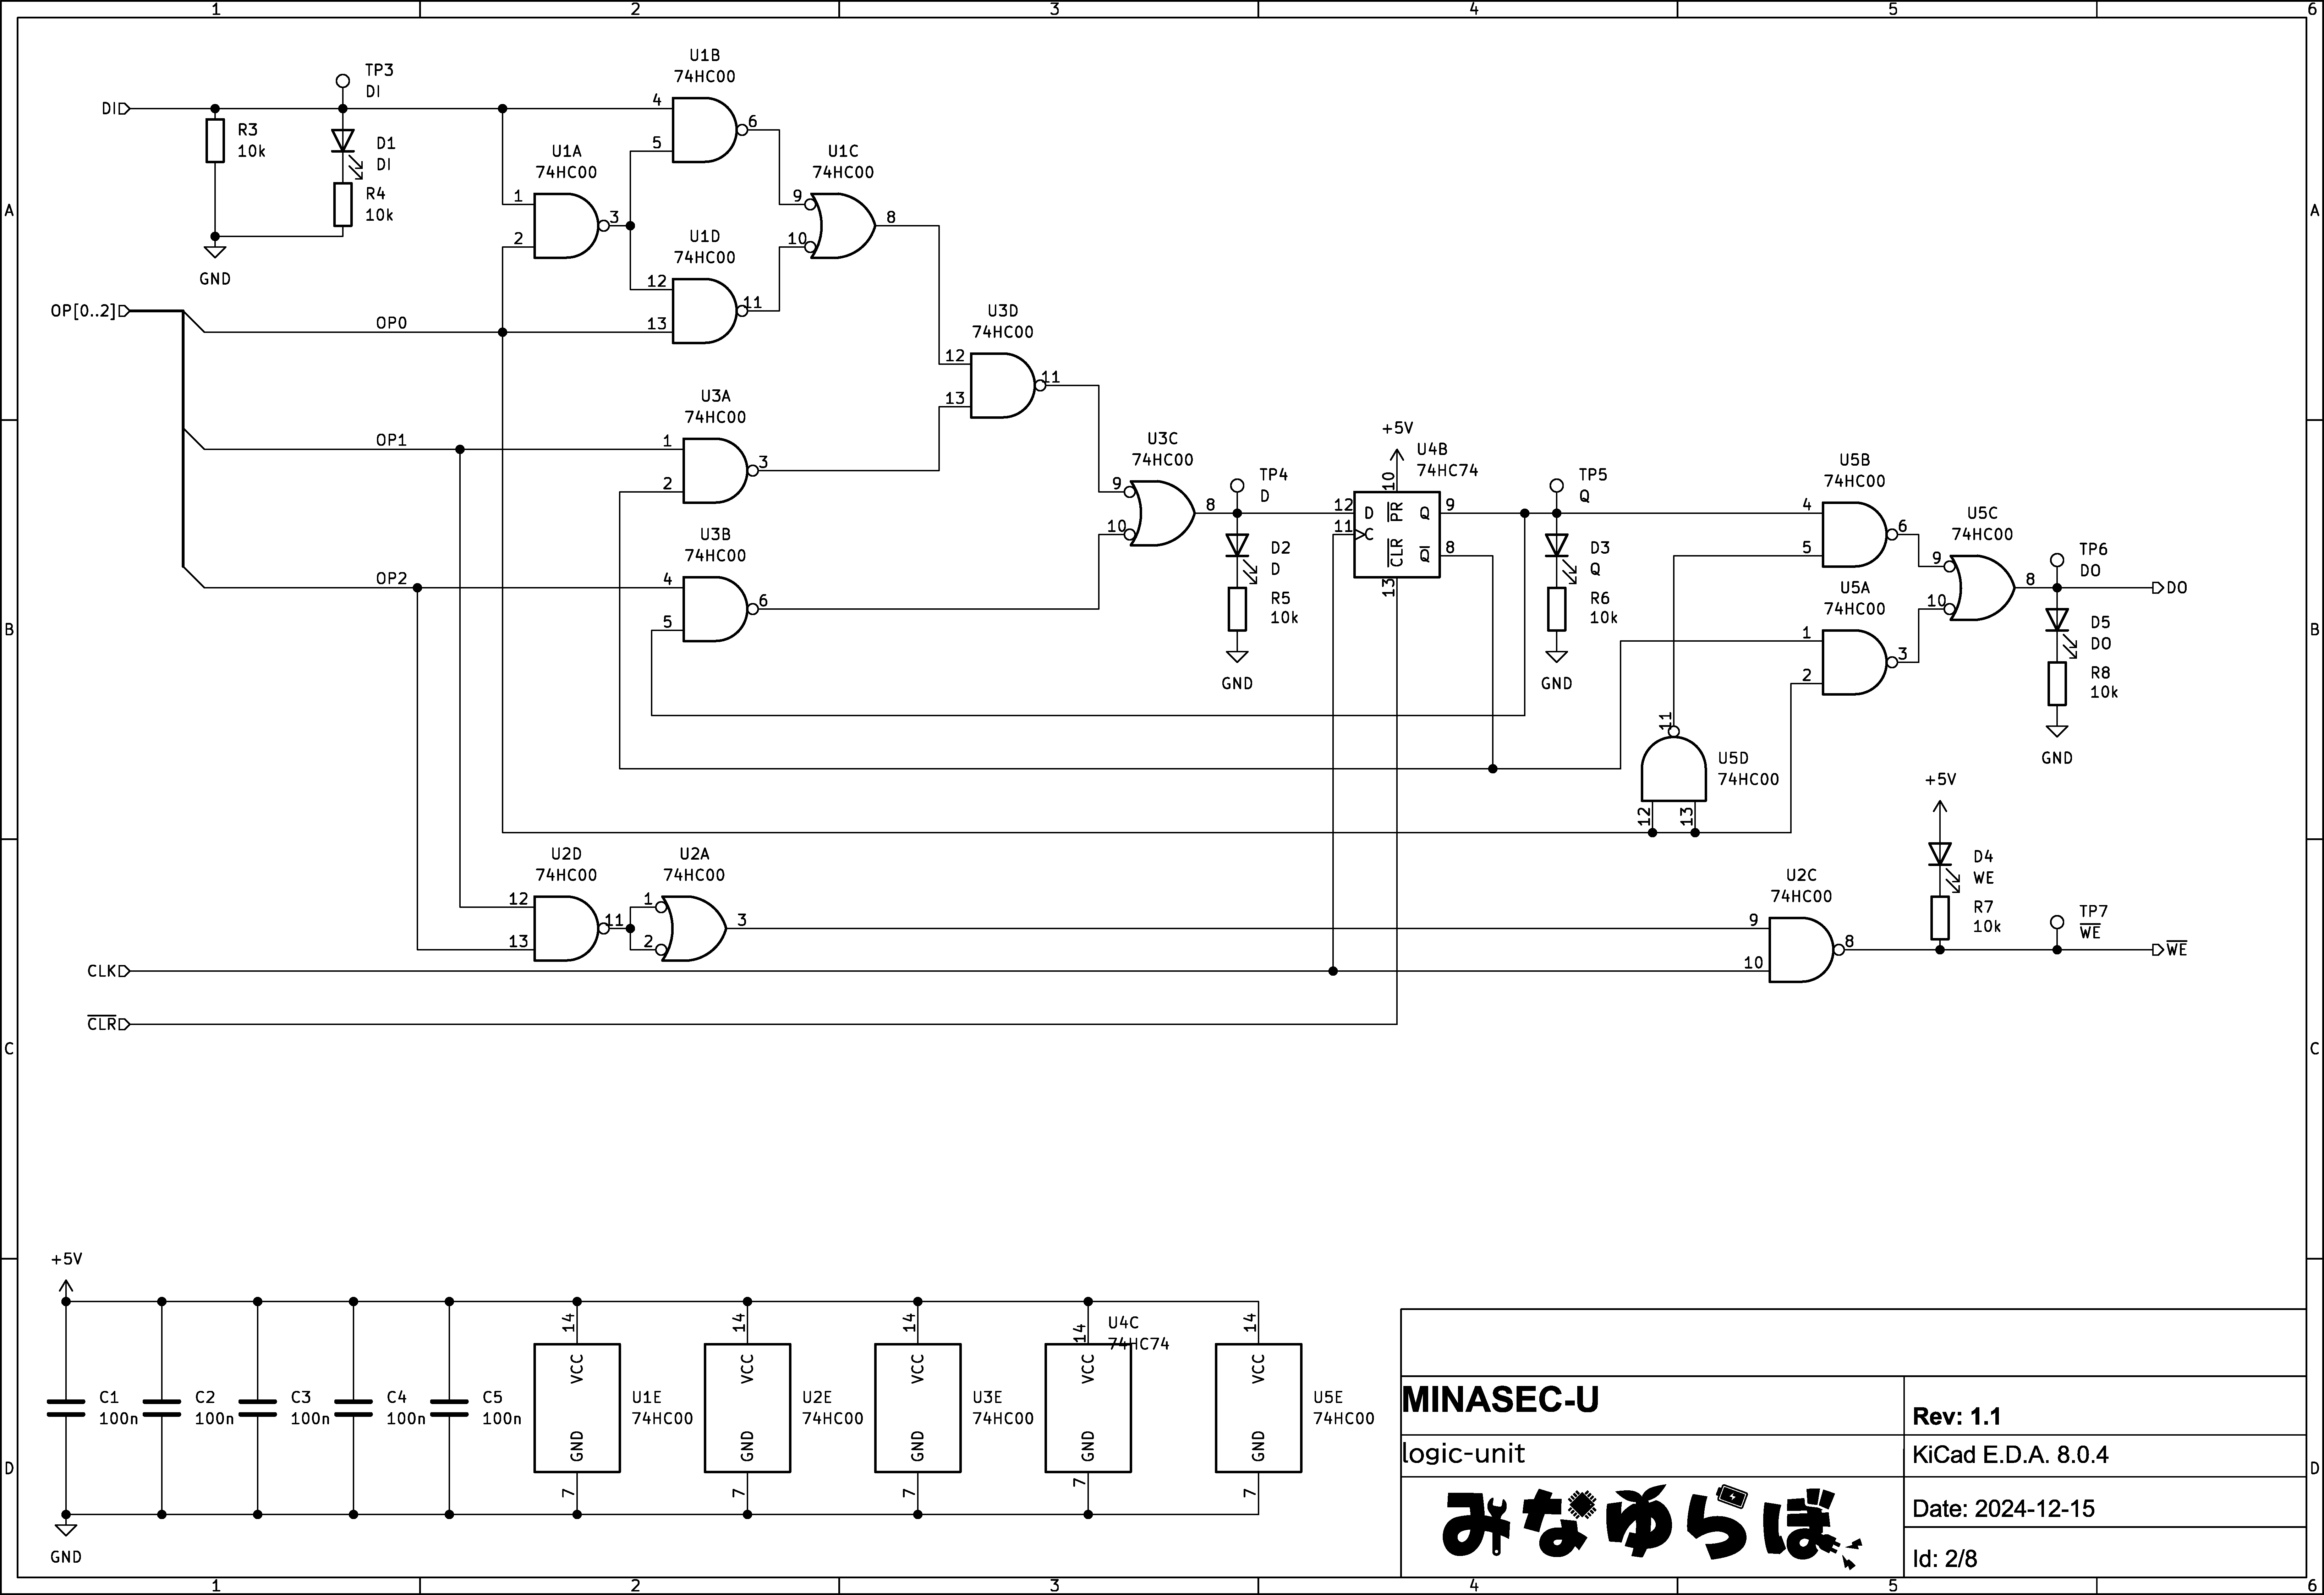 1 2 3 4 5 6
U1B
74HC00
TP3
DI
4
5
6
DI
R3
10k
D1
DI
R4
10k
GND
U1A
74HC00
1
2
3
U1C
74HC00
9
10
8
U1D
74HC00
12
13
11
A
A
OP[0..2]
OP0
U3D
74HC00
12
13
11
U3A
74HC00
OP1
1
2
3
U3C
74HC00
9
10
8
TP4
D
+5V
U4B
74HC74
10
12
D
PR
Q
9
11
C
CLR
Q
8
13
TP5
Q
U5B
74HC00
4
5
6
U5C
74HC00
9
10
8
TP6
DO
DO
U3B
74HC00
OP2
4
5
6
D2
D
R5
10k
GND
D3
Q
R6
10k
GND
U5A
74HC00
1
2
3
D5
DO
R8
10k
GND
B
B
11
U5D
74HC00
12
13
+5V
U2D
74HC00
12
13
11
U2A
74HC00
1
2
3
D4
WE
R7
10k
U2C
74HC00
9
10
8
TP7
WE
WE
CLK
CLR
C
C
+5V
C1
100n
C2
100n
C3
100n
C4
100n
C5
100n
14
VCC
GND
7
U1E
74HC00
14
VCC
GND
7
U2E
74HC00
14
VCC
GND
7
U3E
74HC00
14
VCC
GND
7
U4C
74HC74
14
VCC
GND
7
U5E
74HC00
GND
D
D
MINASEC-U
Rev: 1.1
logic-unit
KiCad E.D.A. 8.0.4
みなゆらぼ
Date: 2024-12-15
Id: 2/8
1 2 3 4 5 6